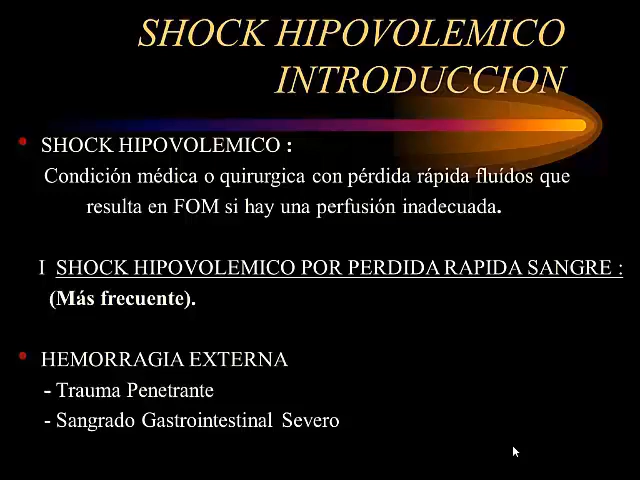 SHOCK HIPOVOLEMICO
INTRODUCCION
• SHOCK HIPOVOLEMICO :
Condición médica o quirurgica con pérdida rápida fluídos que
resulta en FOM si hay una perfusión inadecuada.
I SHOCK HIPOVOLEMICO POR PERDIDA RAPIDA SANGRE :
(Más frecuente).
• HEMORRAGIA EXTERNA
- Trauma Penetrante
- Sangrado Gastrointestinal Severo